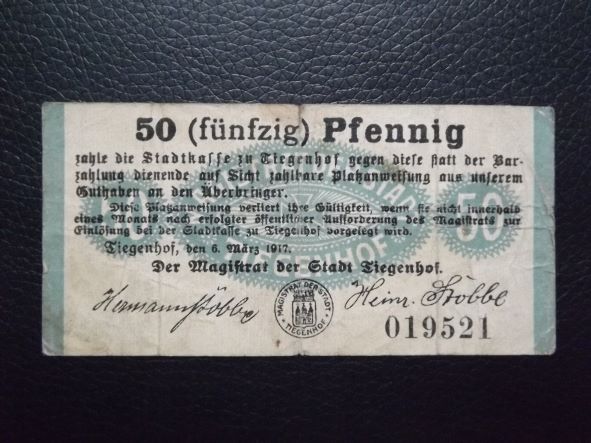 50 (fünfzig) Pfennig
zahle die Stadtkasse zu Tiegenhof gegen diese statt der Bar-
zahlung dienende auf Sicht zahlbare Platzanweisung aus unserem
Guthaben an den Überbringer.
Diese Platzanweisung verliert ihre Gültigkeit, wenn sie nicht innerhalb
eines Monats nach erfolgter öffentlicher Aufforderung des Magistrats zur
Einlösung bei der Stadtkasse zu Tiegenhof vorgelegt wird.
Tiegenhof, den 6. März 1917.
Der Magistrat der Stadt Tiegenhof.
Hermann Stobbe
MAGISTRAT DER STADT
TIEGENHOF
Heinr. Stobbe
019521
50